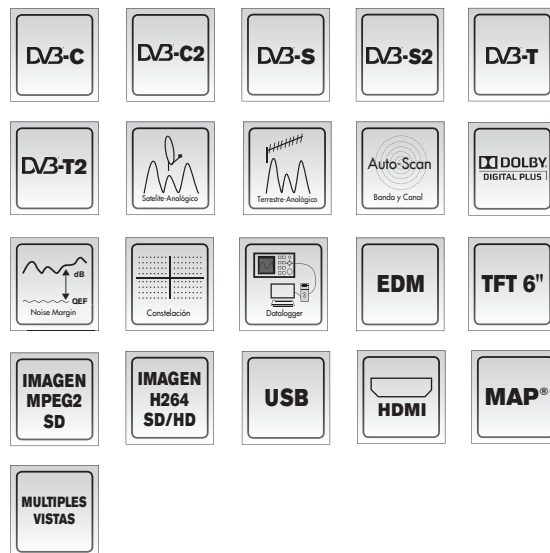 DVB-C
DVB-C2
DVB-S
DVB-S2
DVB-T
DVB-T2
Satelite-Analógico
Terrestre-Analógico
Auto-Scan
Banda y Canal
DOLBY
DIGITAL PLUS
dB
QEF
Noise Margin
Constelación
Datalogger
EDM
TFT 6"
IMAGEN
MPEG2
SD
IMAGEN
H264
SD/HD
USB
HDMI
MAP®
MULTIPLES
VISTAS